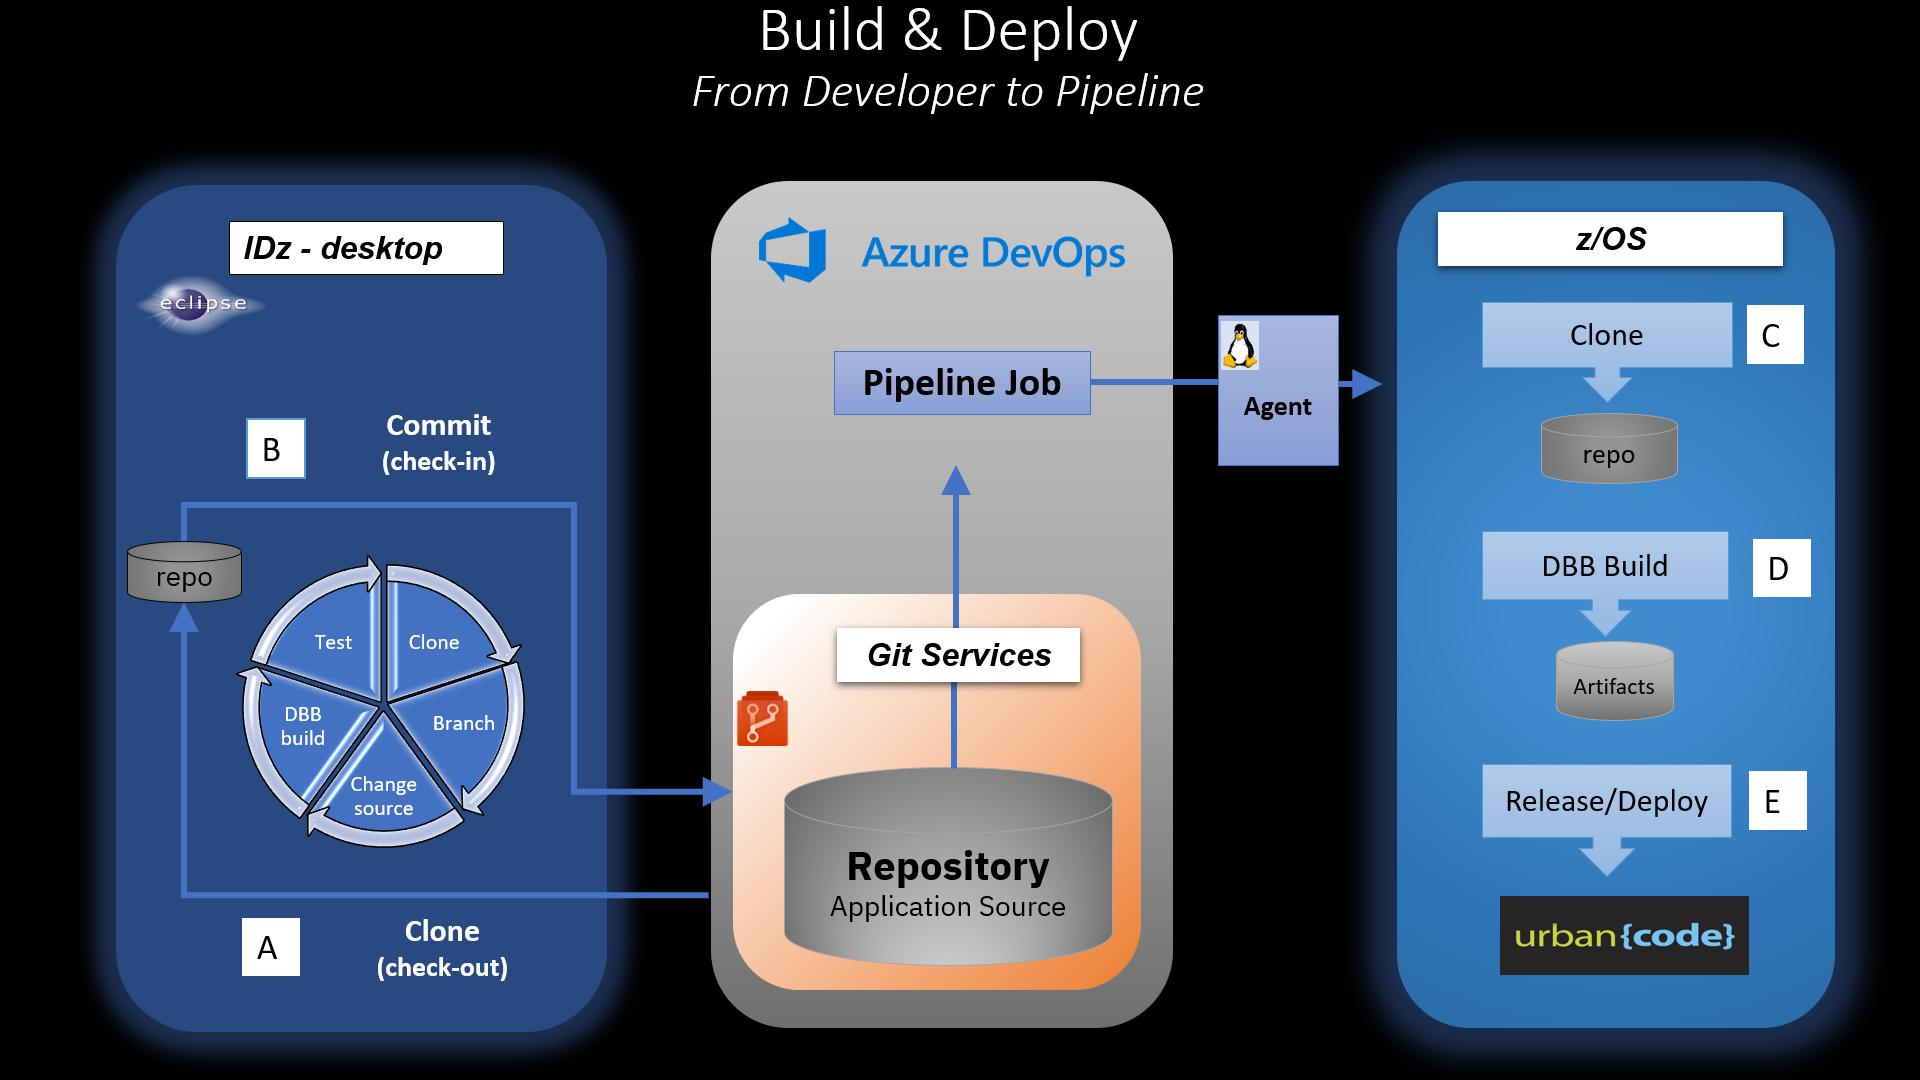 Build & Deploy
From Developer to Pipeline
IDz - desktop
eclipse
B
Commit
(check-in)
repo
Test
Clone
DBB
build
Branch
Change
source
A
Clone
(check-out)
Azure DevOps
Pipeline Job
Git Services
Repository
Application Source
Agent
z/OS
Clone
C
repo
DBB Build
D
Artifacts
Release/Deploy
E
urban{code}